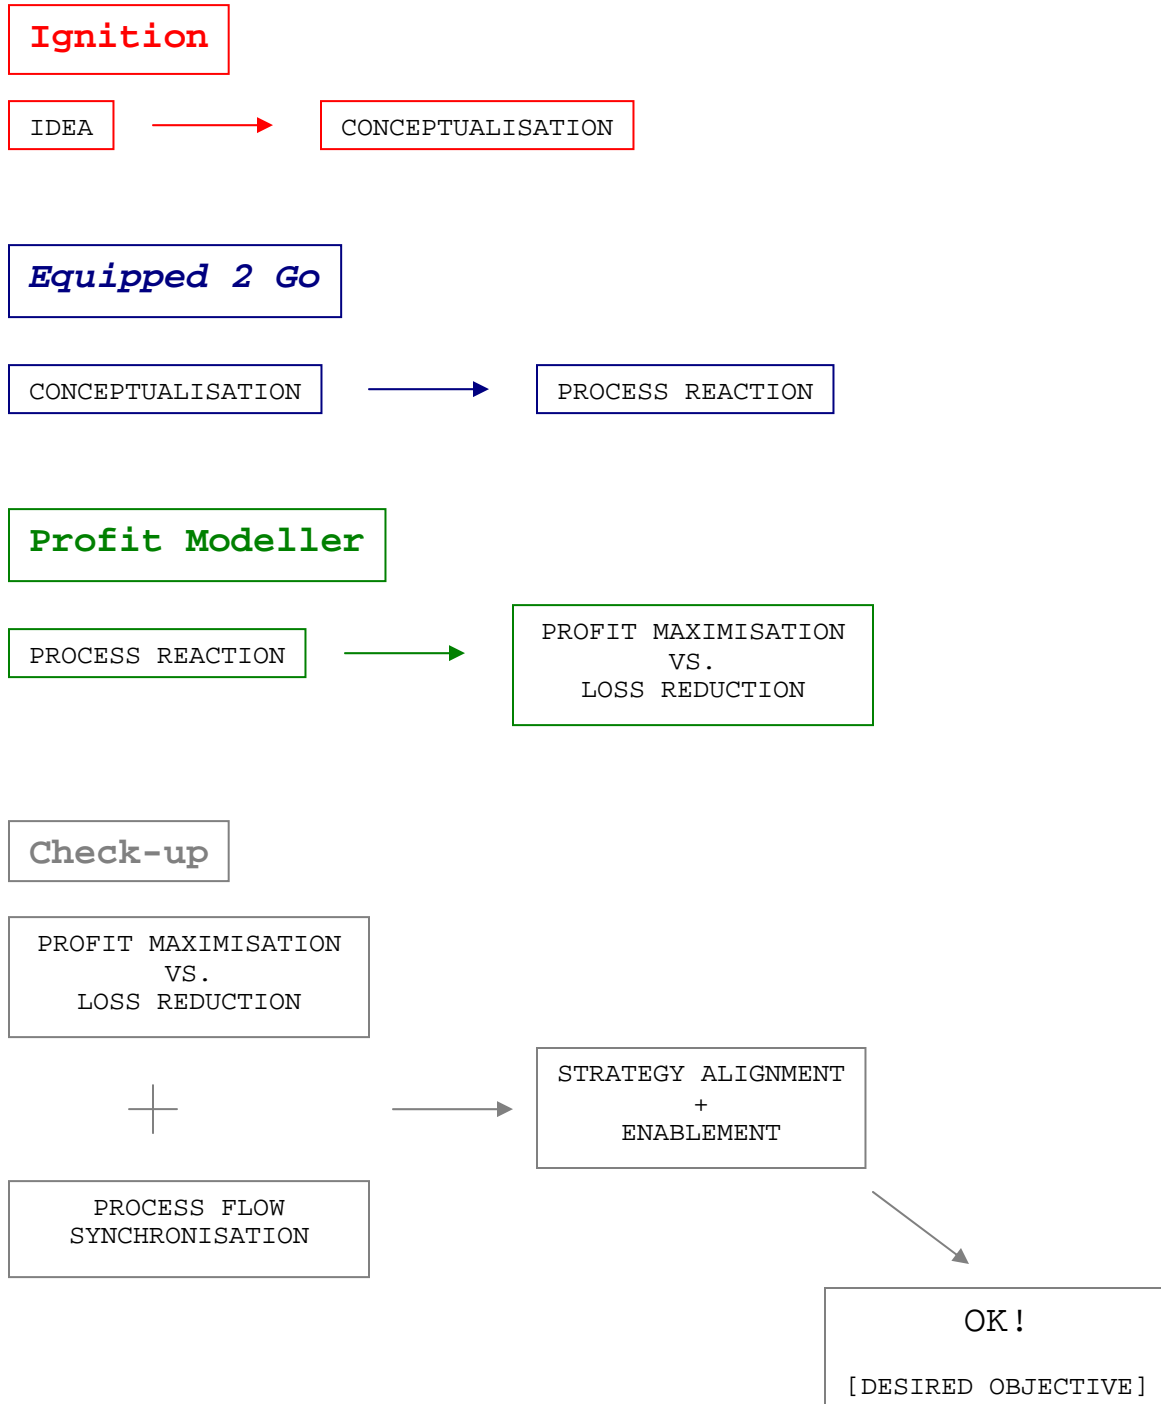 Ignition
IDEA
CONCEPTUALISATION
Equipped 2 Go
CONCEPTUALISATION
PROCESS REACTION
Profit Modeller
PROCESS REACTION
PROFIT MAXIMISATION
VS.
LOSS REDUCTION
Check-up
PROFIT MAXIMISATION
VS.
LOSS REDUCTION
STRATEGY ALIGNMENT
+
ENABLEMENT
PROCESS FLOW
SYNCHRONISATION
OK!
[DESIRED OBJECTIVE]